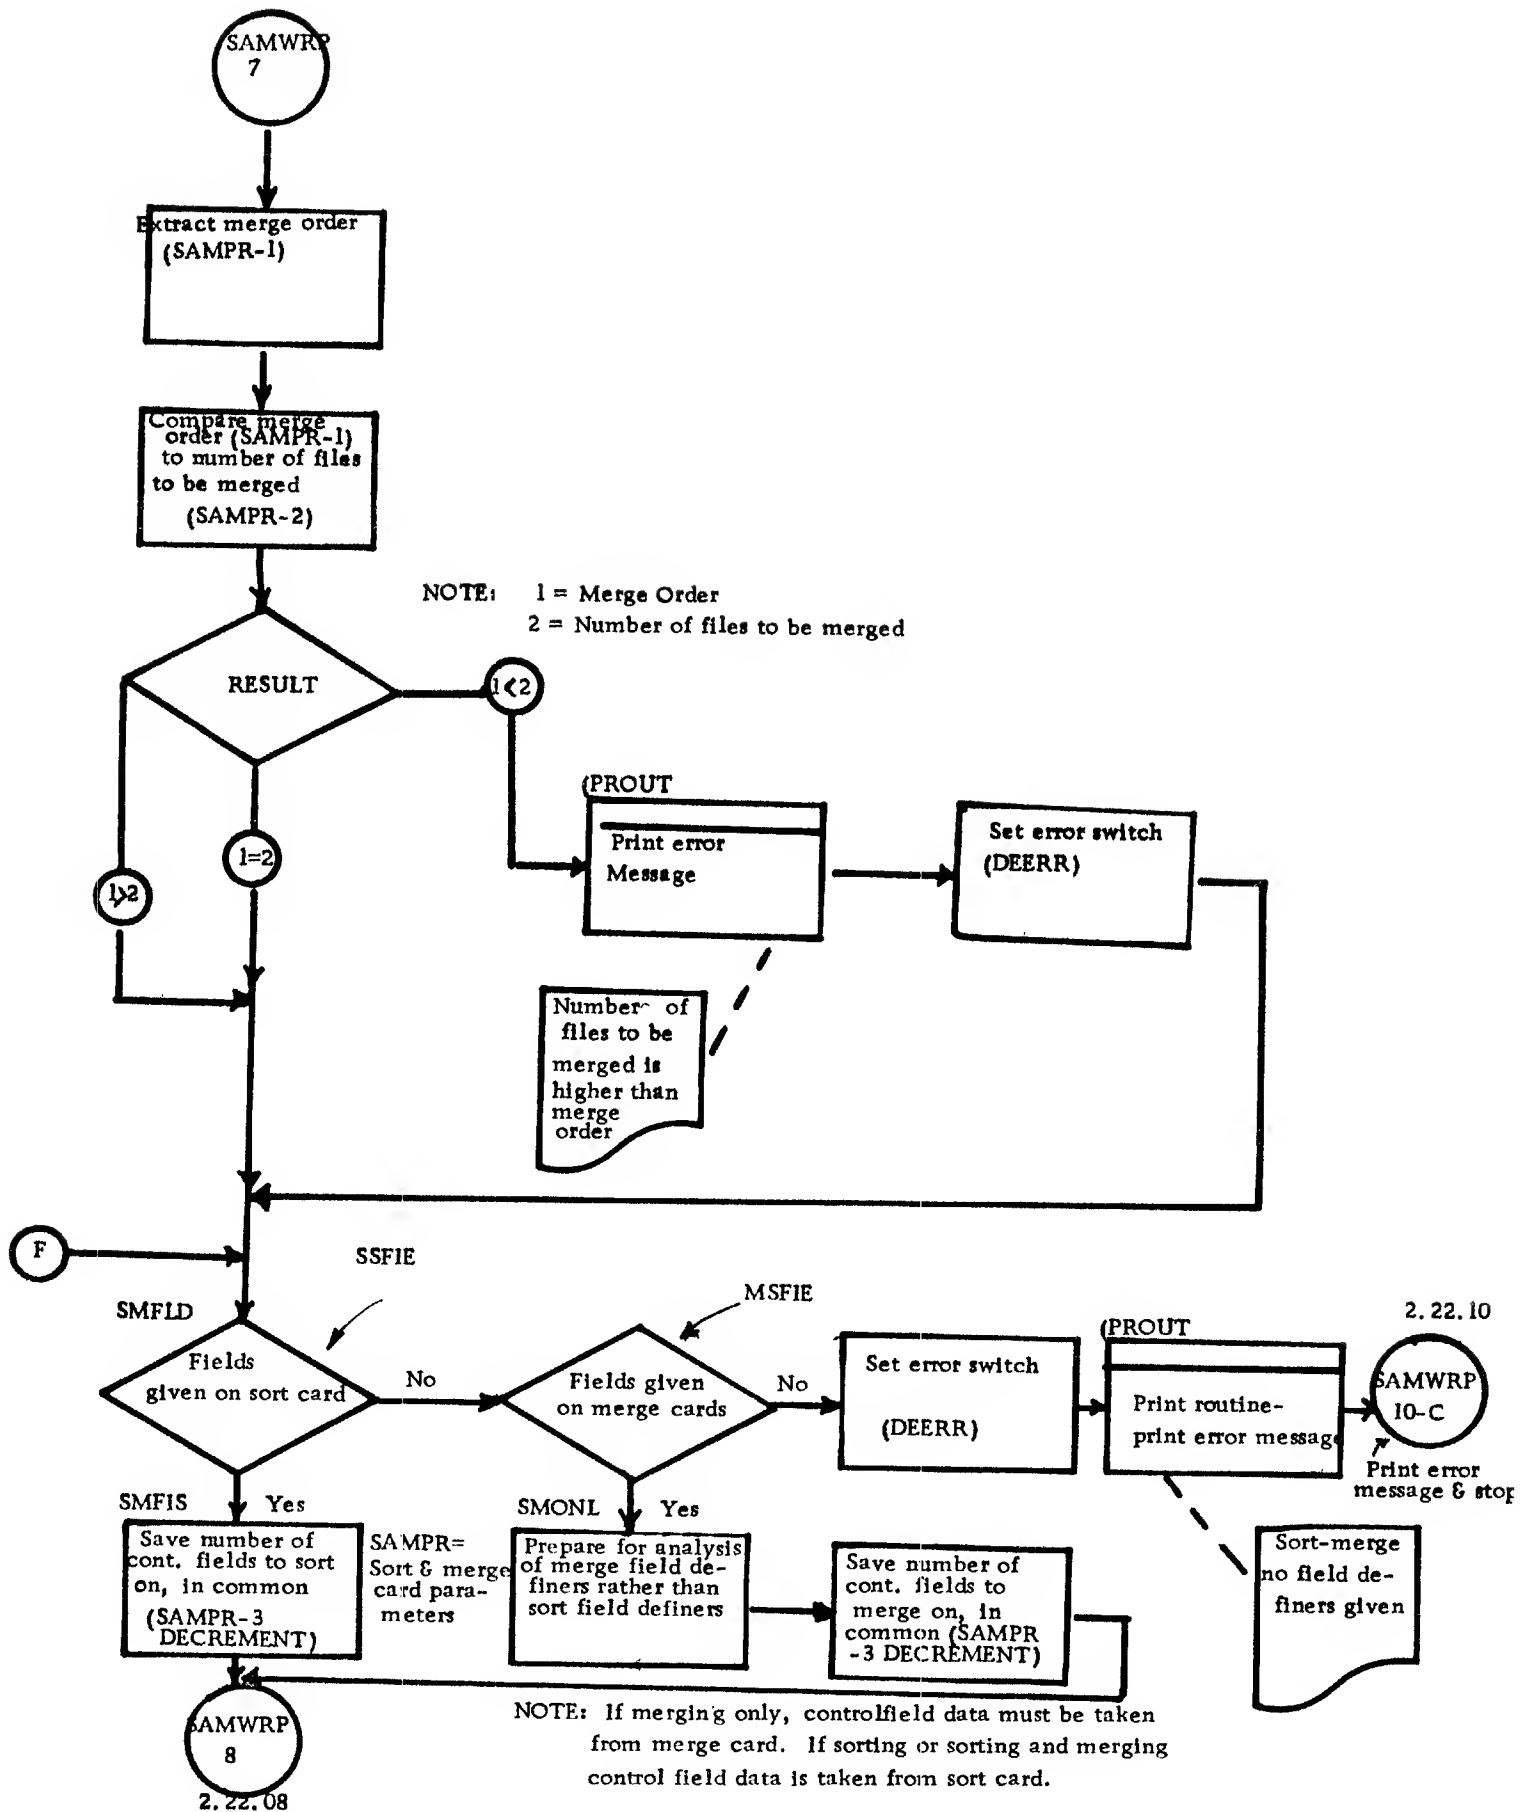 SAMWRP
7
Extract merge order
(SAMPR-1)
Compare merge
order (SAMPR-1)
to number of files
to be merged
(SAMPR-2)
NOTE: 1 = Merge Order
2 = Number of files to be merged
RESULT
1<2
1=2
1>2
(PROUT
Print error
Message
Set error switch
(DEERR)
Number of
files to be
merged is
higher than
merge
order
F
SSFIE
SMFLD
Fields
given on sort card
No
MSFIE
Fields given
on merge cards
No
Set error switch
(DEERR)
(PROUT
Print routine-
print error message
2.22.10
SAMWRP
10-C
Print error
message & stop
SMFIS
Yes
Save number of
cont. fields to sort
on, in common
(SAMPR-3
DECREMENT)
SAMPR=
Sort & merge
card para-
meters
SMONL
Yes
Prepare for analysis
of merge field de-
finers rather than
sort field definers
Save number of
cont. fields to
merge on, in
common (SAMPR
-3 DECREMENT)
Sort-merge
no field de-
finers given
SAMWRP
8
2.22.08
NOTE: If merging only, controlfield data must be taken
from merge card. If sorting or sorting and merging
control field data is taken from sort card.